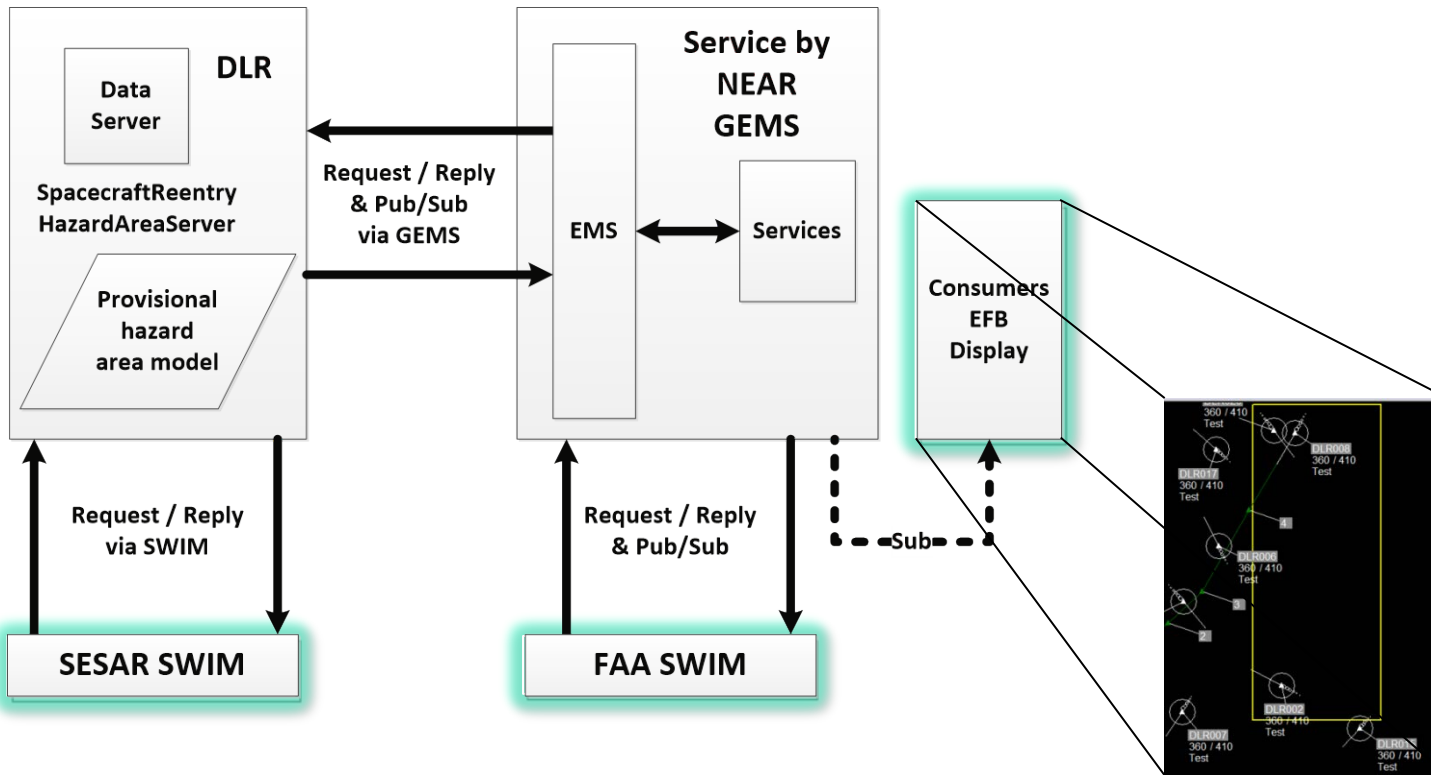 DLR
Data
Server
SpacecraftReentry
HazardAreaServer
Provisional
hazard
area model
Request / Reply
& Pub/Sub
via GEMS
Service by
NEAR
GEMS
EMS
Services
Consumers
EFB
Display
Request / Reply
via SWIM
Request / Reply
& Pub/Sub
Sub
SESAR SWIM
FAA SWIM
360 / 410
Test
DLR008
360 / 410
Test
DLR017
360 / 410
Test
4
DLR006
360 / 410
Test
3
2
DLR002
360 / 410
Test
DLR007
360 / 410
Test
360 / 410
Test